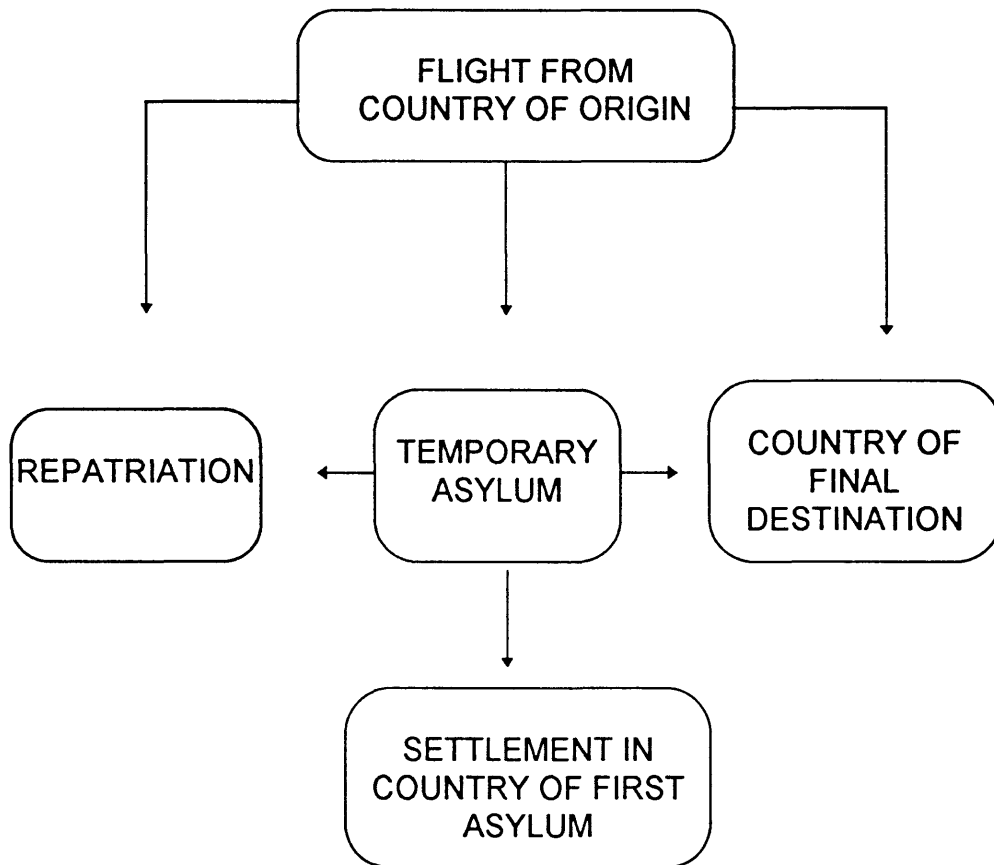 FLIGHT FROM
COUNTRY OF ORIGIN
REPATRIATION
TEMPORARY
ASYLUM
COUNTRY OF
FINAL
DESTINATION
SETTLEMENT IN
COUNTRY OF FIRST
ASYLUM